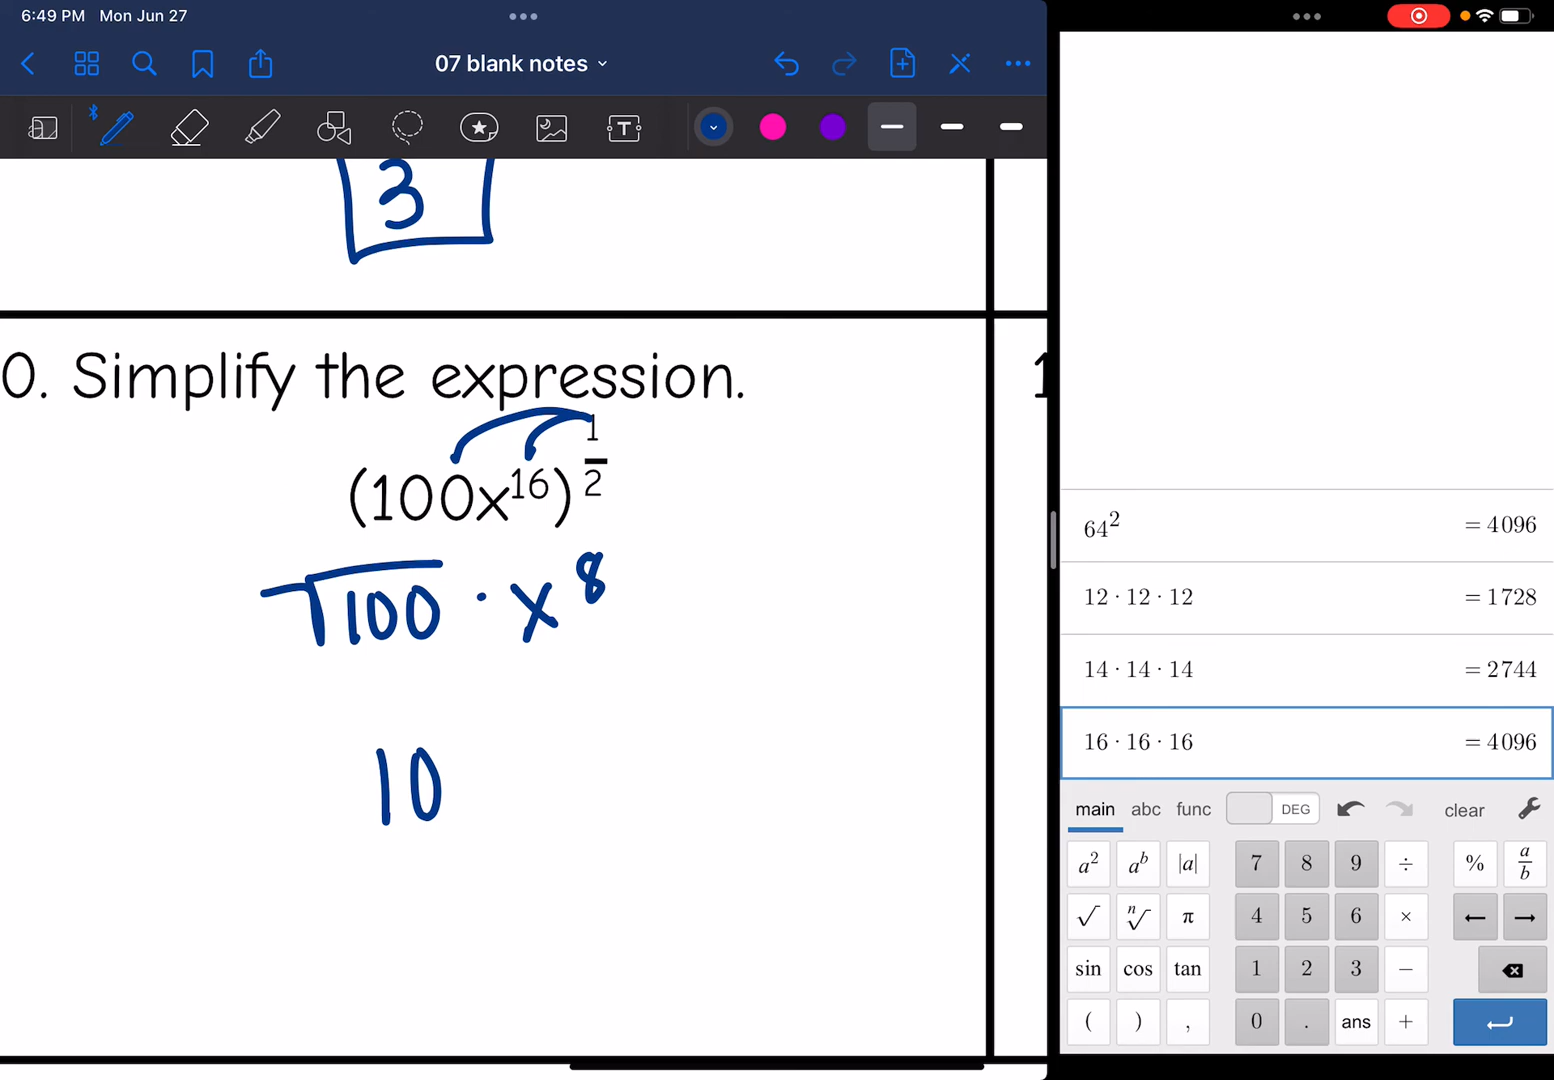 6:49 PM Mon Jun 27
07 blank notes
T
3
0. Simplify the expression.
1
(100x¹⁶)^(1/2)
√100 · x⁸
10
64² = 4096
12 · 12 · 12 = 1728
14 · 14 · 14 = 2744
16 · 16 · 16 = 4096
main abc func DEG clear
a² aᵇ |a| 7 8 9 ÷ % a/b
√ ⁿ√ π 4 5 6 × ← →
sin cos tan 1 2 3 −
( ) , 0 . ans +